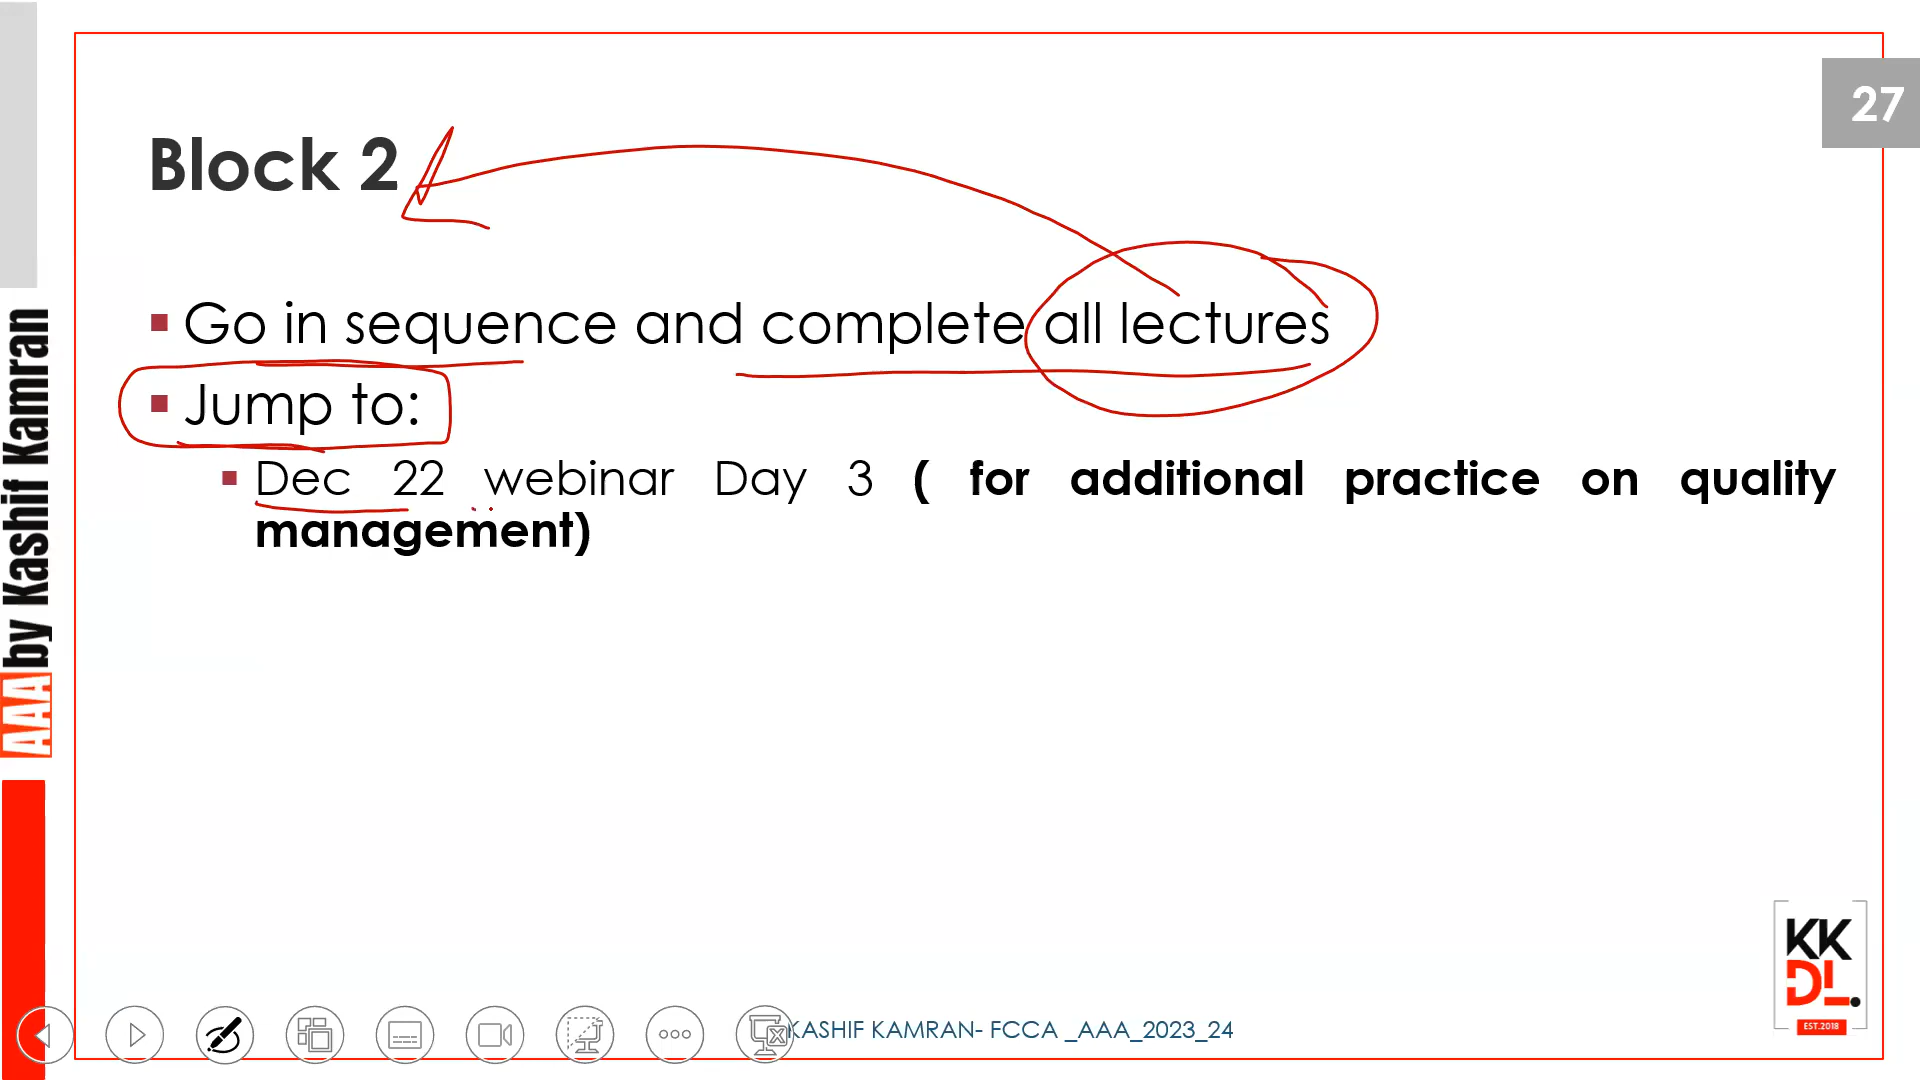 27
Block 2
Go in sequence and complete all lectures
Jump to:
Dec 22 webinar Day 3 ( for additional practice on quality
management)
AAA by Kashif Kamran
KK
DL.
EST.2018
KASHIF KAMRAN- FCCA _AAA_2023_24